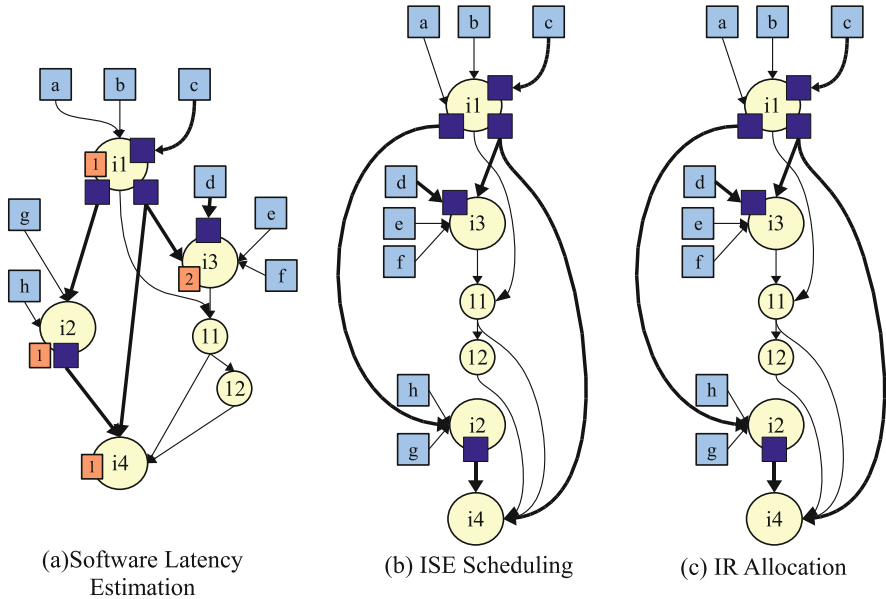 a
b
c
1
i1
d
g
e
i3
2
f
h
i2
1
11
12
1
i4
(a)Software Latency
Estimation
a
b
c
i1
d
i3
e
f
11
12
h
i2
g
i4
(b) ISE Scheduling
a
b
c
i1
d
i3
e
f
11
12
h
i2
g
i4
(c) IR Allocation